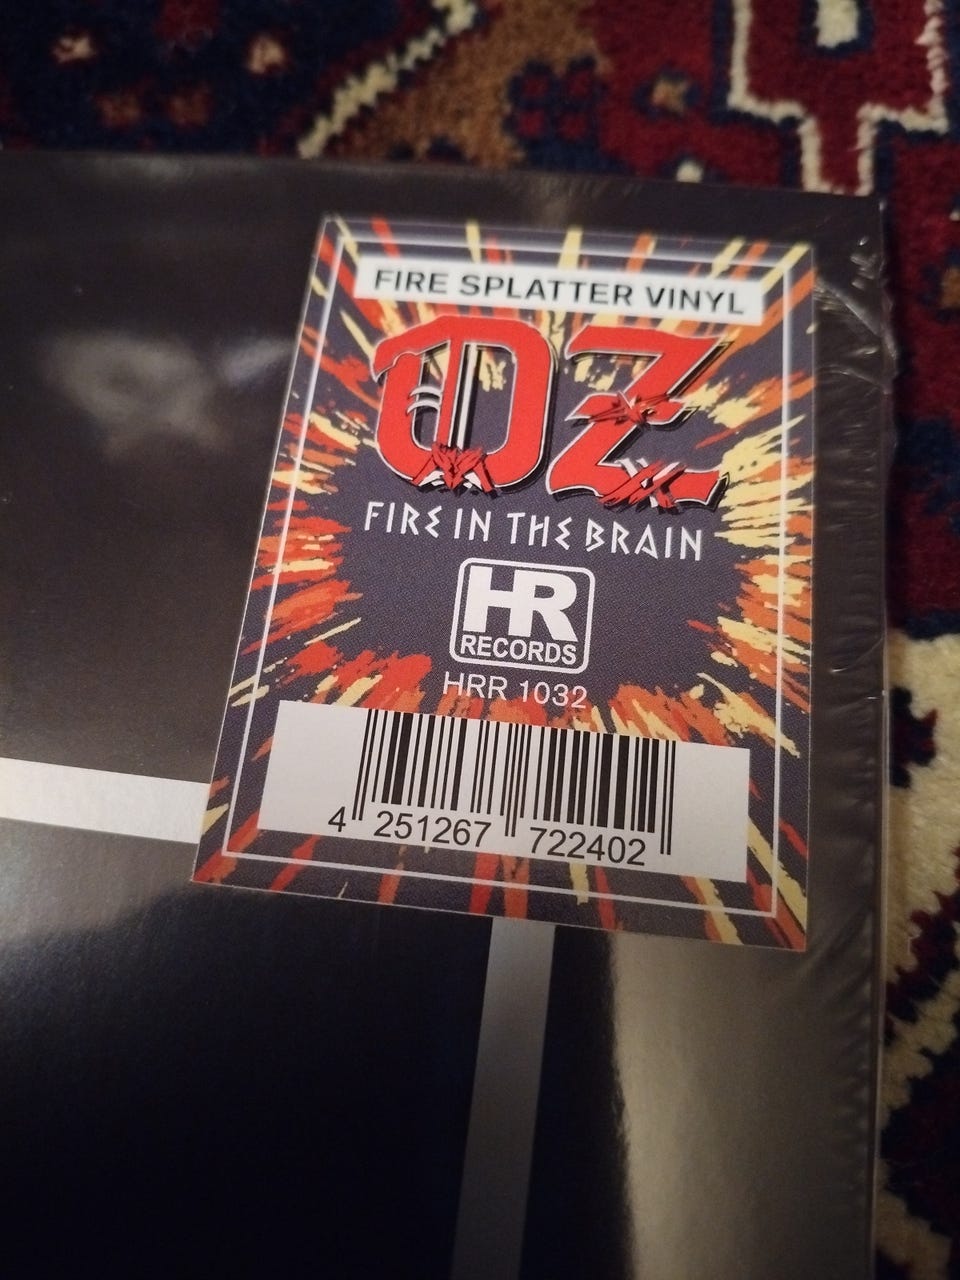 FIRE SPLATTER VINYL
OZ
FIRE IN THE BRAIN
HR
RECORDS
HRR 1032
4 251267 722402